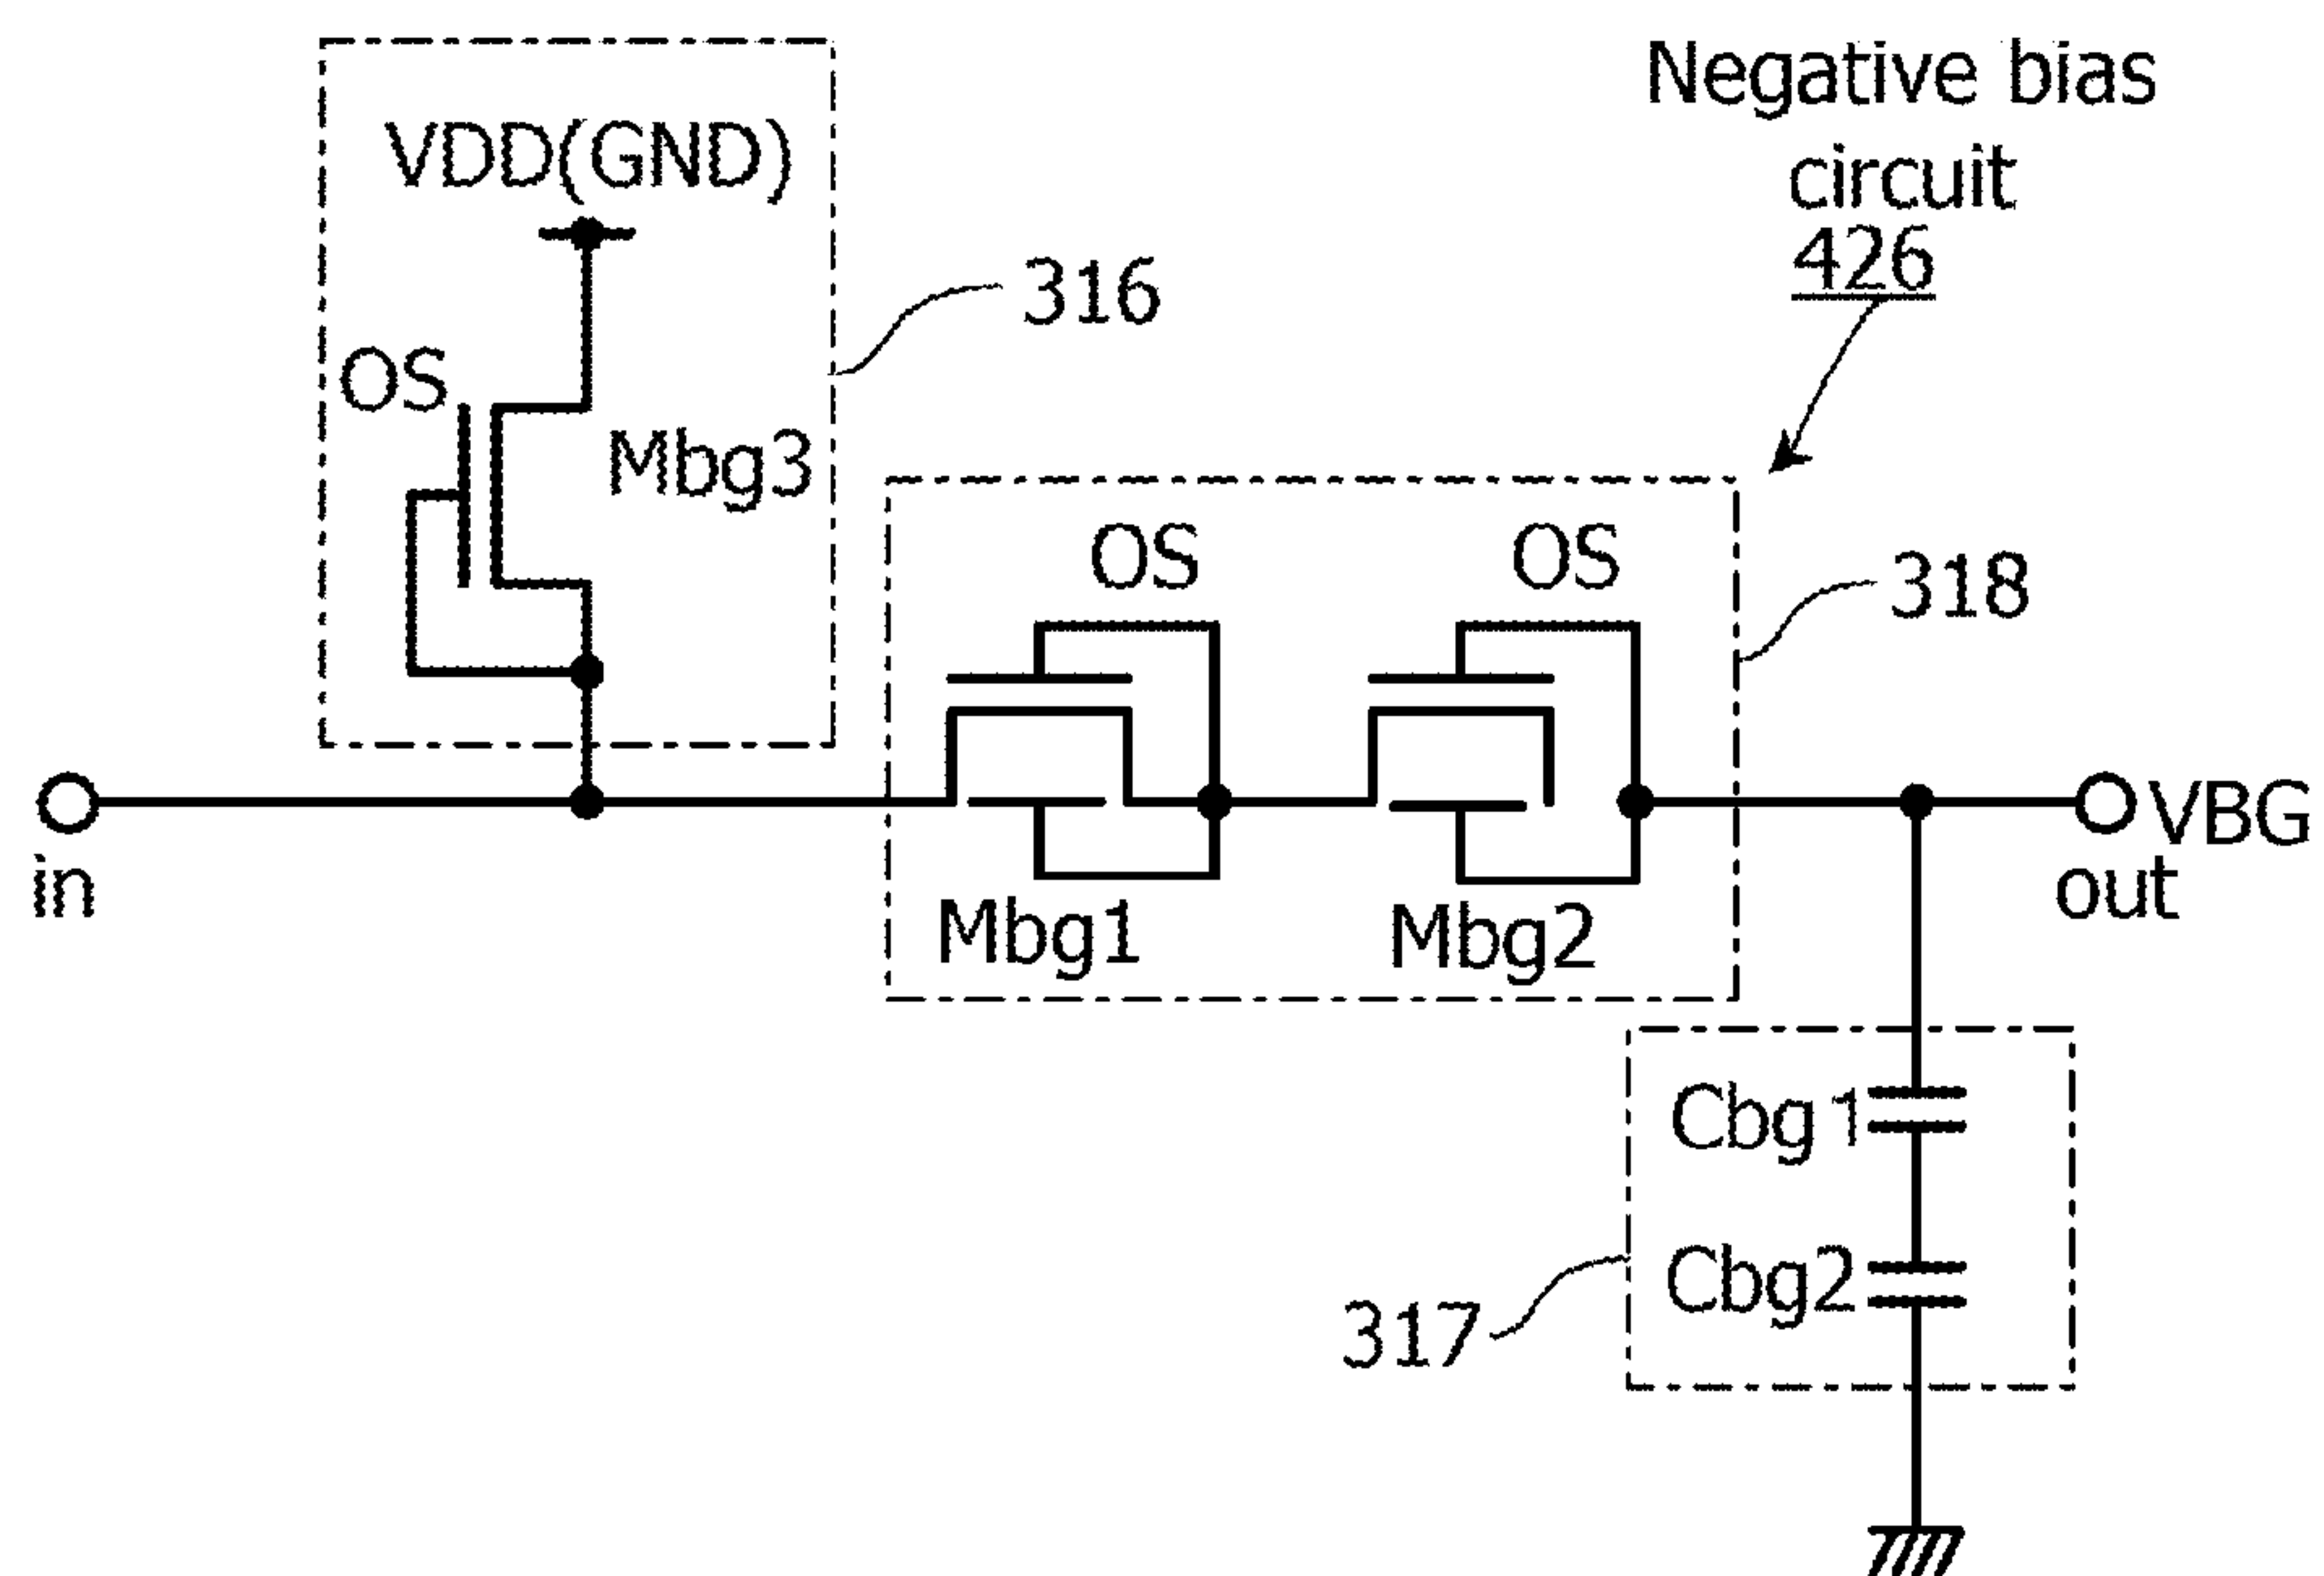 Negative bias
circuit
426
VDD(GND)
316
OS
Mbg3
OS
OS
318
in
Mbg1
Mbg2
VBG
out
Cbg1
Cbg2
317